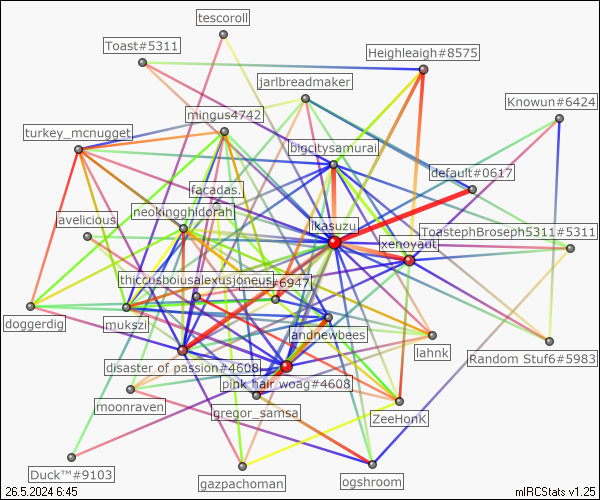 tescoroll
Toast#5311
Heighleigh#8575
jarlbreadmaker
Knowun#6424
mingus4742
turkey_mcnugget
bigcitysamurai
default#0617
facadas.
avelicious
neokingghidorah
ikasuzu
ToastephBroseph5311#5311
xenoyaut
thiccusboiusalexusjoneus
#6947
doggerdig
mukszil
andnewbees
lahnk
Random Stuf6#5983
disaster of passion#4608
pink hair woag#4608
moonraven
gregor_samsa
ZeeHonk
Duck™#9103
gazpachoman
ogshroom
26.5.2024 6:45
mIRCStats v1.25